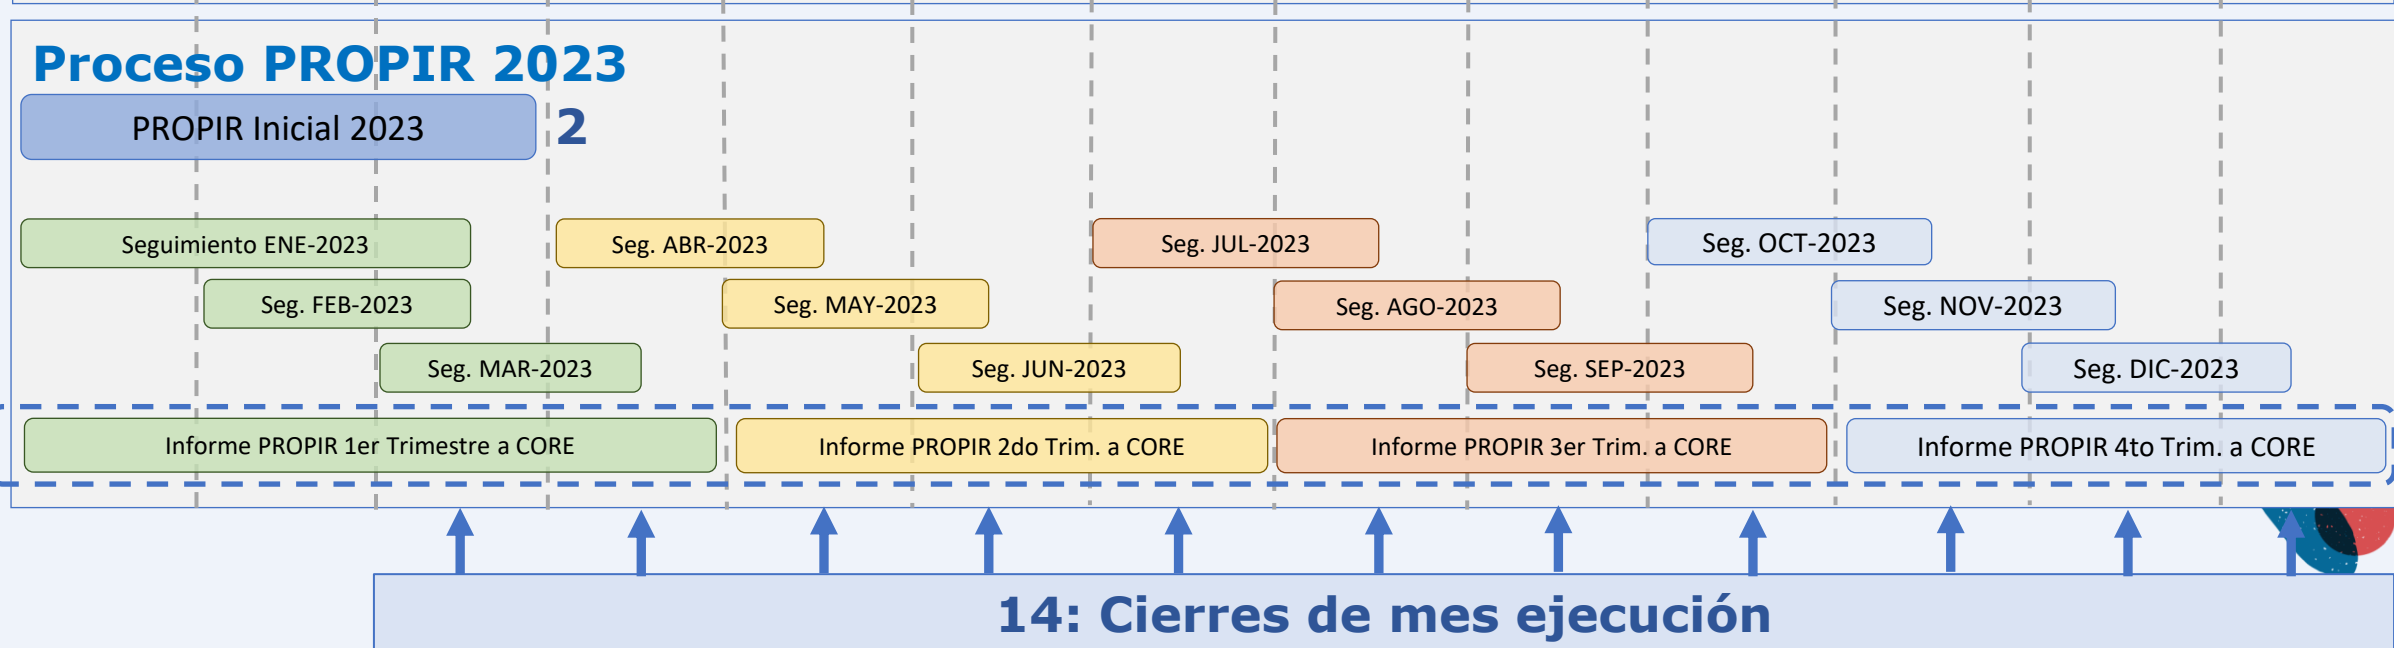 Proceso PROPIR 2023
PROPIR Inicial 2023
2
Seguimiento ENE-2023
Seg. ABR-2023
Seg. JUL-2023
Seg. OCT-2023
Seg. FEB-2023
Seg. MAY-2023
Seg. AGO-2023
Seg. NOV-2023
Seg. MAR-2023
Seg. JUN-2023
Seg. SEP-2023
Seg. DIC-2023
Informe PROPIR 1er Trimestre a CORE
Informe PROPIR 2do Trim. a CORE
Informe PROPIR 3er Trim. a CORE
Informe PROPIR 4to Trim. a CORE
14: Cierres de mes ejecución